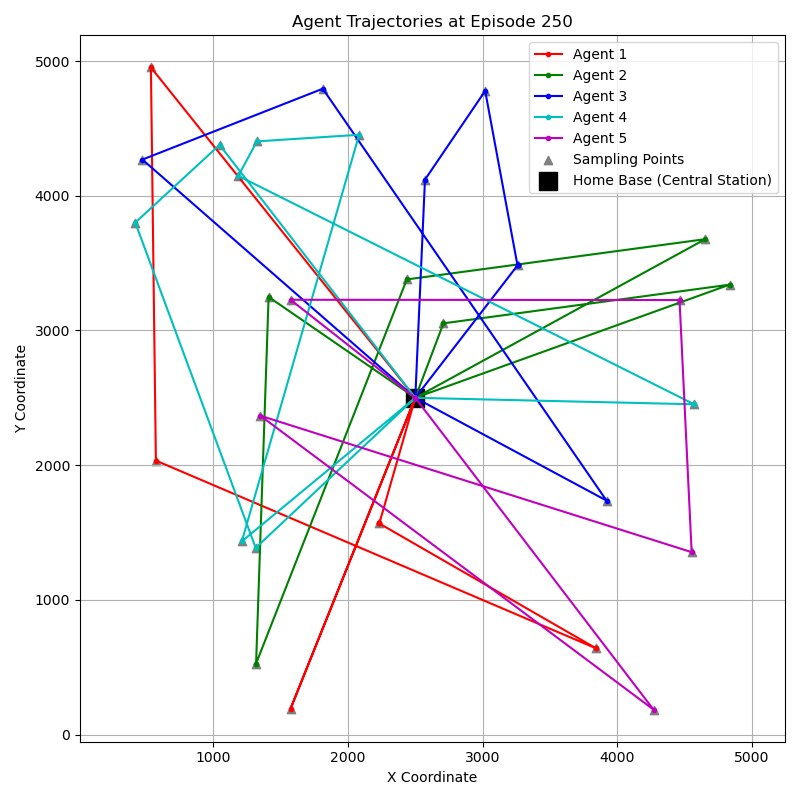 Agent Trajectories at Episode 250
Agent 1
Agent 2
Agent 3
Agent 4
Agent 5
Sampling Points
Home Base (Central Station)
Y Coordinate
5000
4000
3000
2000
1000
0
1000 2000 3000 4000 5000
X Coordinate